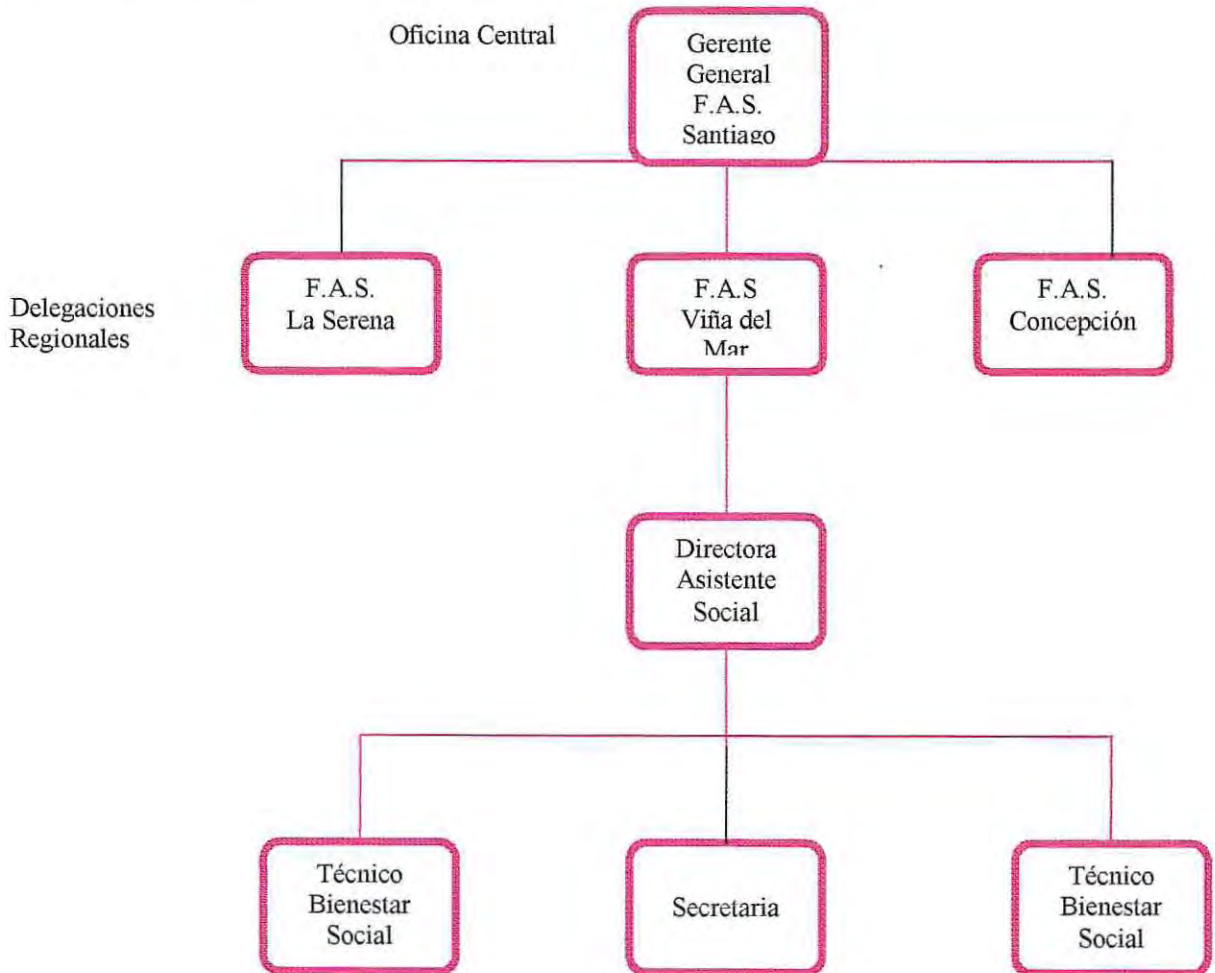 Oficina Central
Gerente
General
F.A.S.
Santiago
Delegaciones
Regionales
F.A.S.
La Serena
F.A.S
Viña del
Mar
F.A.S.
Concepción
Directora
Asistente
Social
Técnico
Bienestar
Social
Secretaria
Técnico
Bienestar
Social